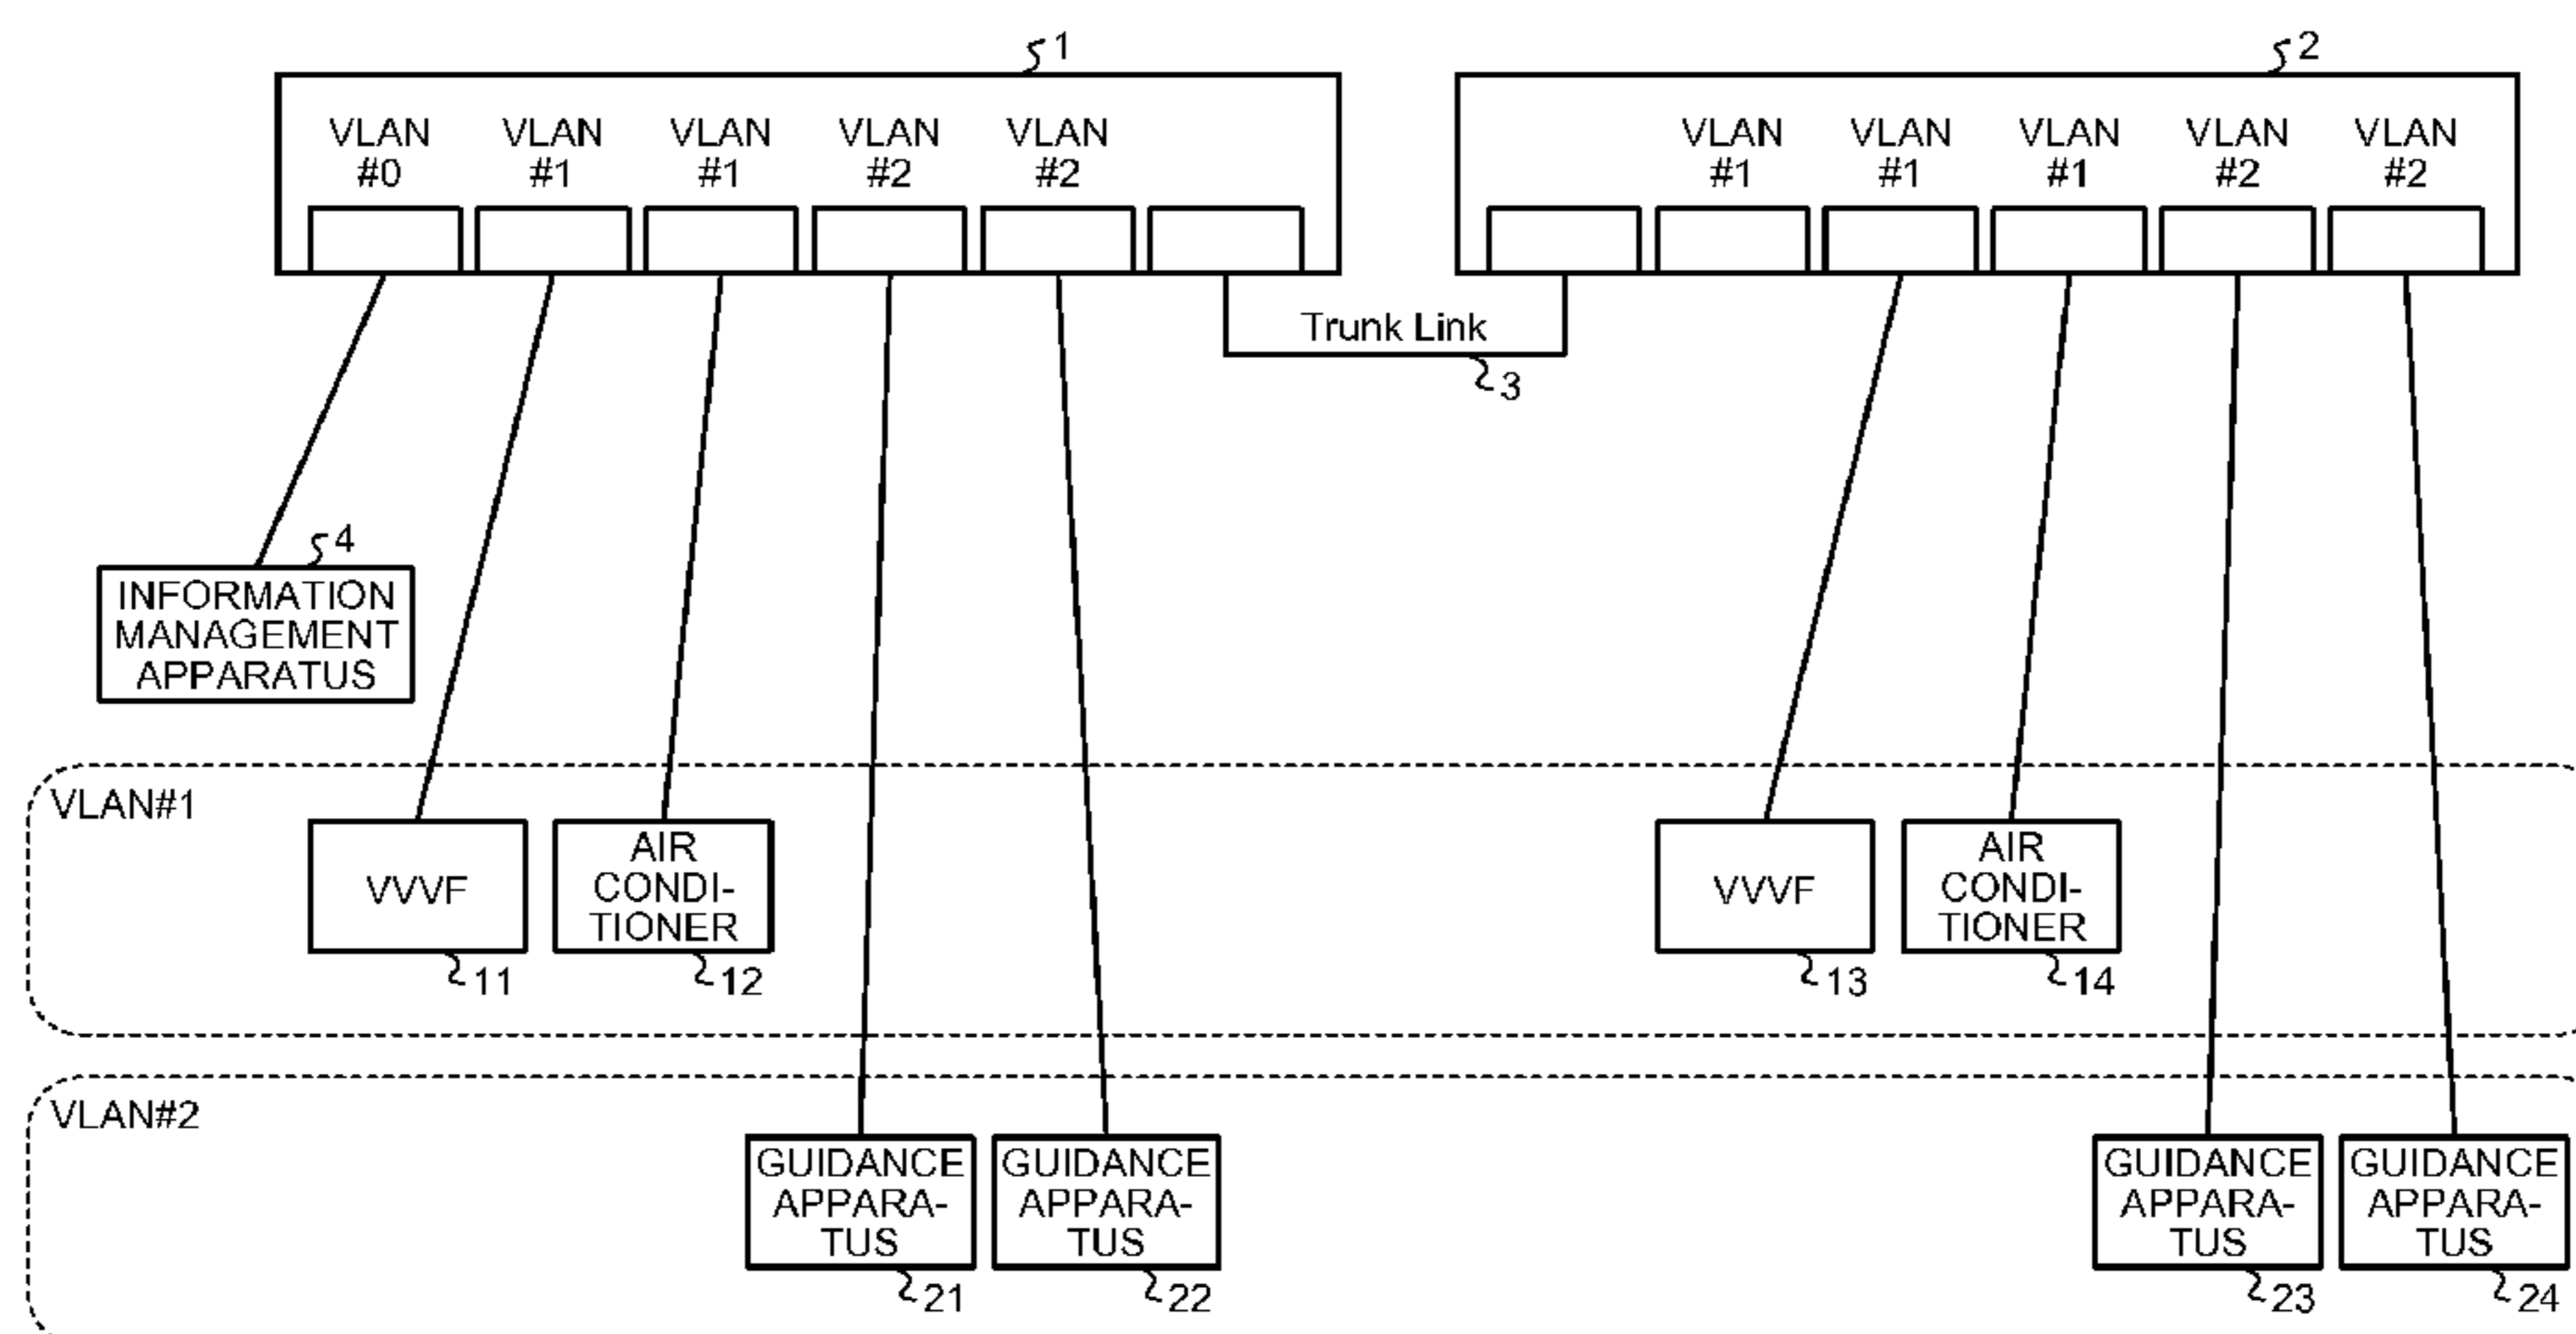 1
2
VLAN #0
VLAN #1
VLAN #1
VLAN #2
VLAN #2
VLAN #1
VLAN #1
VLAN #1
VLAN #2
VLAN #2
Trunk Link
3
4
INFORMATION
MANAGEMENT
APPARATUS
VLAN#1
VVVF
11
AIR
CONDI-
TIONER
12
VVVF
13
AIR
CONDI-
TIONER
14
VLAN#2
GUIDANCE
APPARA-
TUS
21
GUIDANCE
APPARA-
TUS
22
GUIDANCE
APPARA-
TUS
23
GUIDANCE
APPARA-
TUS
24